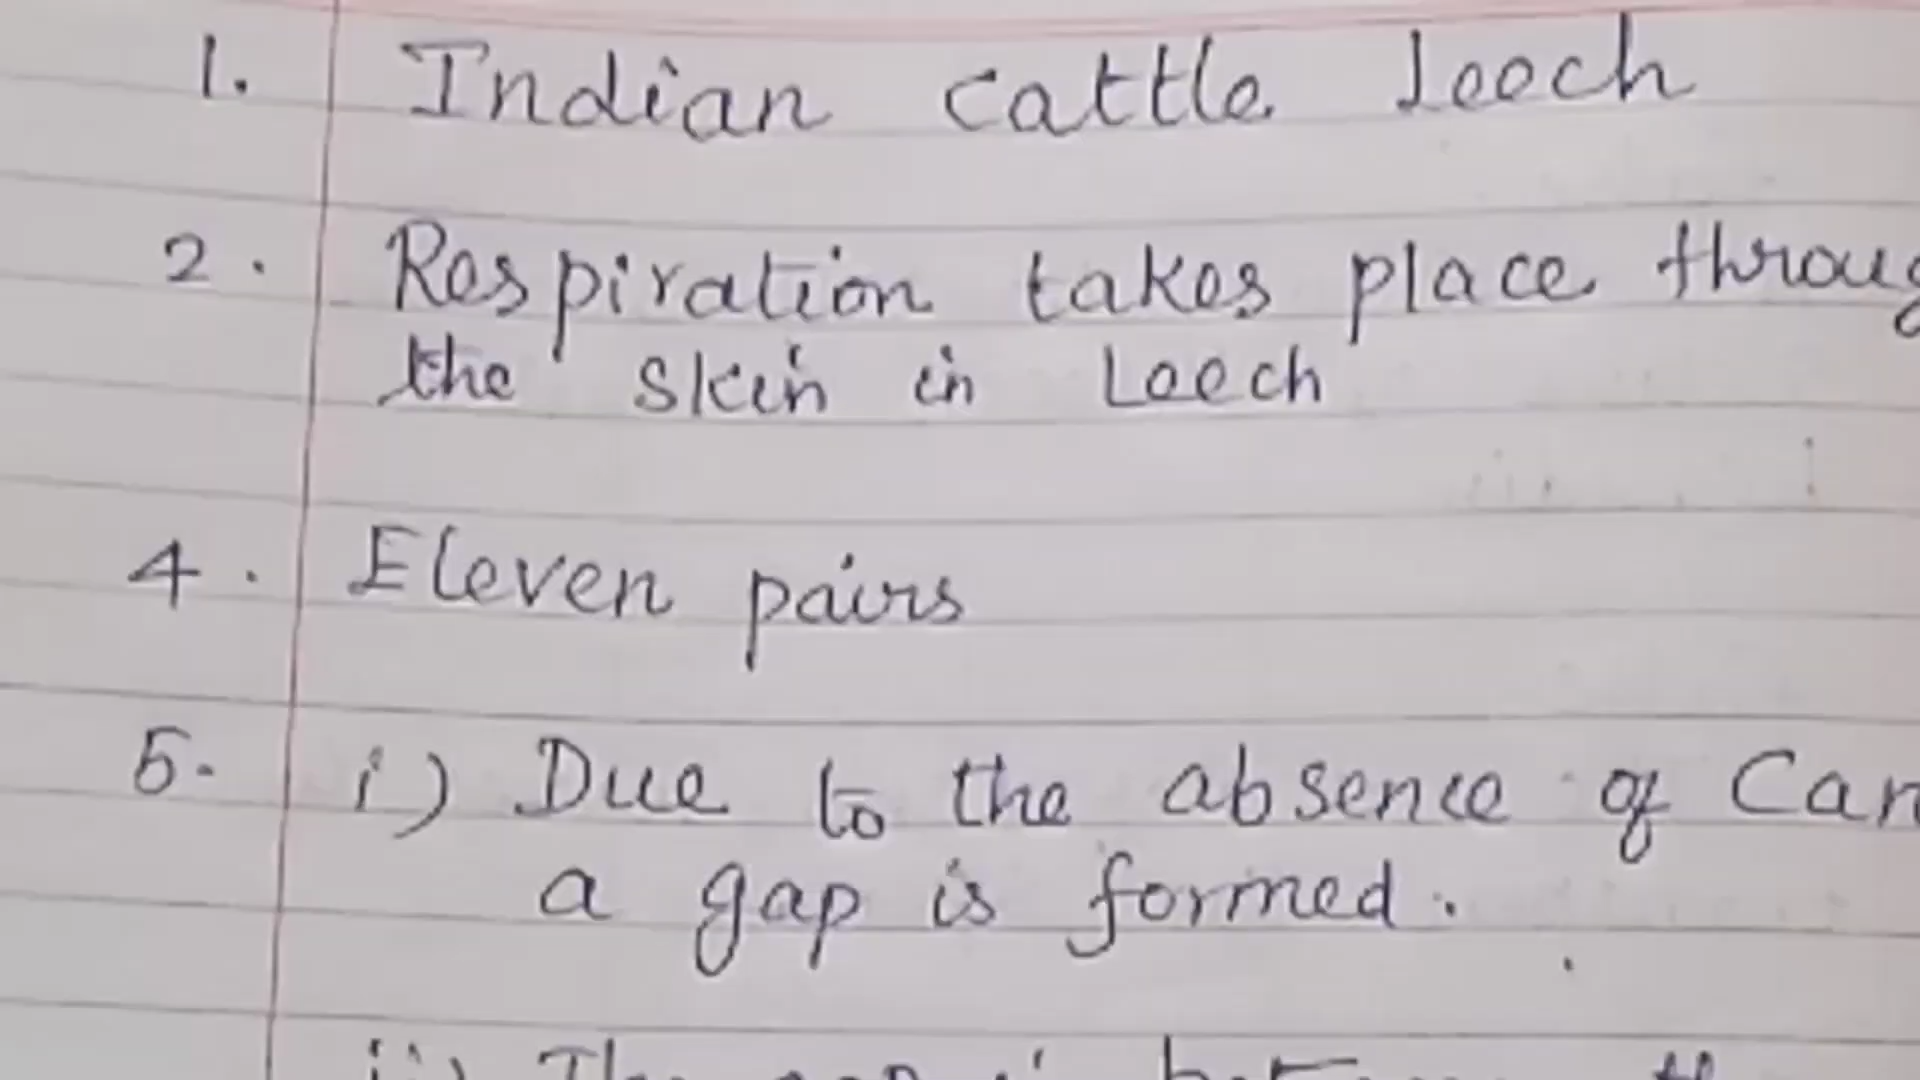 1. Indian cattle leech
2. Respiration takes place throug
the skin in Leech
4. Eleven pairs
5. i) Due to the absence of Can
a gap is formed.